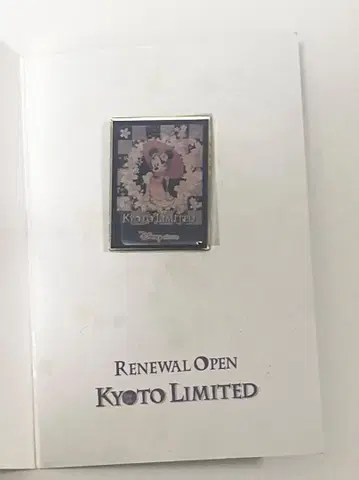 KYOTO LIMITED
Disney store
RENEWAL OPEN
KYOTO LIMITED